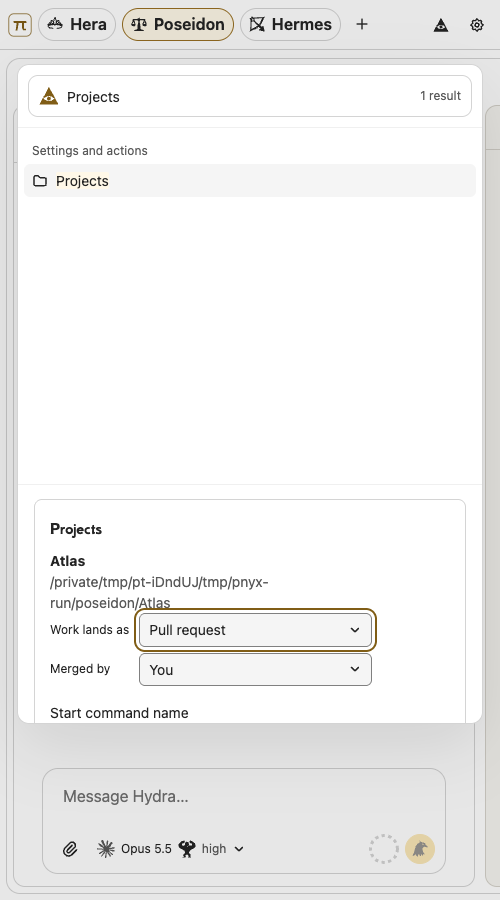 π Hera Poseidon Hermes +
Projects 1 result
Settings and actions
Projects
Projects
Atlas
/private/tmp/pt-iDndUJ/tmp/pnyx-
run/poseidon/Atlas
Work lands as Pull request
Merged by You
Start command name
Message Hydra...
Opus 5.5 high